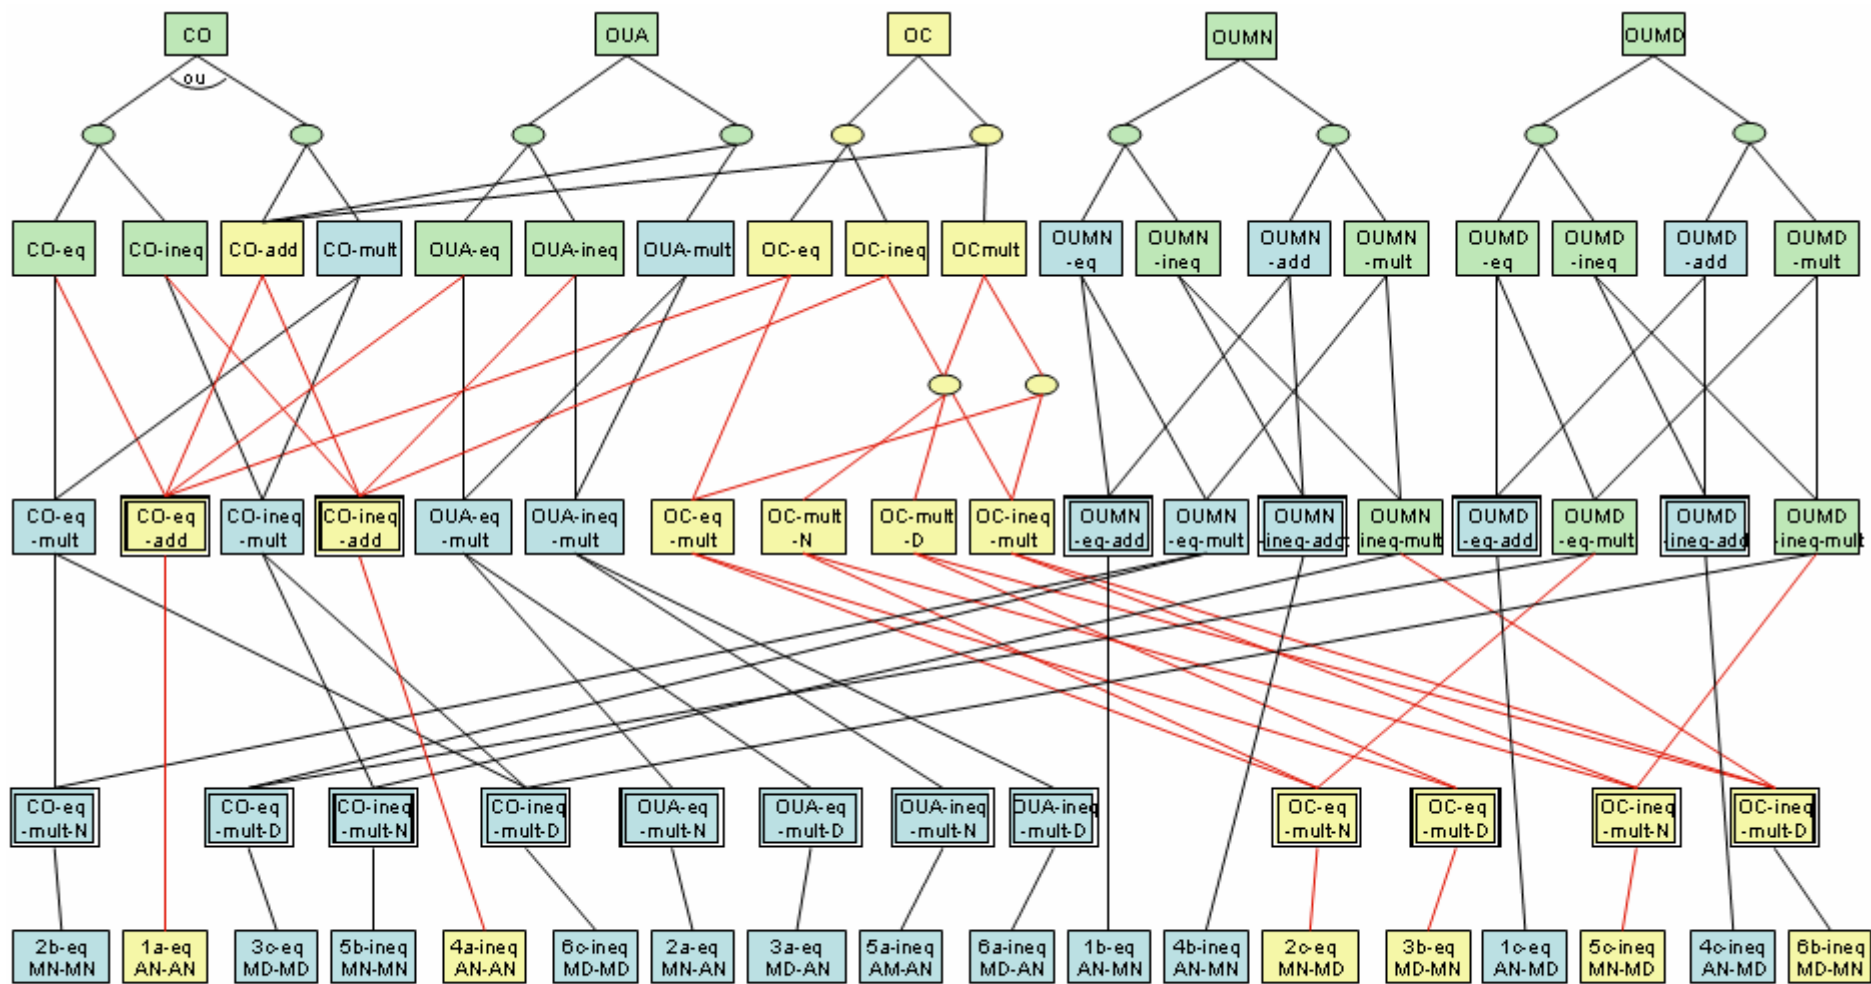 CO
OUA
OC
OUMN
OUMD
ou
CO-eq
CO-ineq
CO-add
CO-mult
OUA-eq
OUA-ineq
OUA-mult
OC-eq
OC-ineq
OCmult
OUMN
-eq
OUMN
-ineq
OUMN
-add
OUMN
-mult
OUMD
-eq
OUMD
-ineq
OUMD
-add
OUMD
-mult
CO-eq
-mult
CO-eq
-add
CO-ineq
-mult
CO-ineq
-add
OUA-eq
-mult
OUA-ineq
-mult
OC-eq
-mult
OC-mult
-N
OC-mult
-D
OC-ineq
-mult
OUMN
-eq-add
OUMN
-eq-mult
OUMN
-ineq-add
OUMN
ineq-mult
OUMD
-eq-add
OUMD
-eq-mult
OUMD
-ineq-add
OUMD
-ineq-mult
CO-eq
-mult-N
CO-eq
-mult-D
CO-ineq
-mult-N
CO-ineq
-mult-D
OUA-eq
-mult-N
OUA-eq
-mult-D
OUA-ineq
-mult-N
OUA-ineq
-mult-D
OC-eq
-mult-N
OC-eq
-mult-D
OC-ineq
-mult-N
OC-ineq
-mult-D
2b-eq
MN-MN
1a-eq
AN-AN
3c-eq
MD-MD
5b-ineq
MN-MN
4a-ineq
AN-AN
6c-ineq
MD-MD
2a-eq
MN-AN
3a-eq
MD-AN
5a-ineq
AM-AN
6a-ineq
MD-AN
1b-eq
AN-MN
4b-ineq
AN-MN
2c-eq
MN-MD
3b-eq
MD-MN
1c-eq
AN-MD
5c-ineq
MN-MD
4c-ineq
AN-MD
6b-ineq
MD-MN